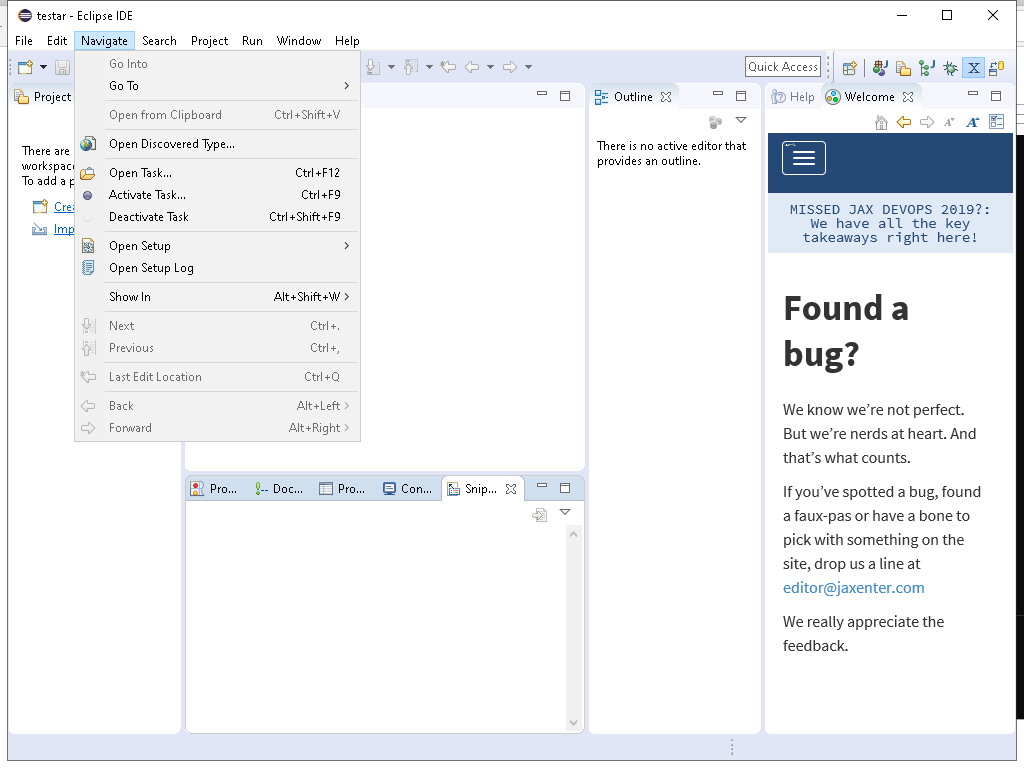 testar - Eclipse IDE
File Edit Navigate Search Project Run Window Help
Quick Access
Go Into
Go To
Open from Clipboard Ctrl+Shift+V
Open Discovered Type...
Open Task... Ctrl+F12
Activate Task... Ctrl+F9
Deactivate Task Ctrl+Shift+F9
Open Setup
Open Setup Log
Show In Alt+Shift+W
Next Ctrl+.
Previous Ctrl+,
Last Edit Location Ctrl+Q
Back Alt+Left
Forward Alt+Right
Project
There are
workspac
To add a p
Crea
Imp
Outline
There is no active editor that
provides an outline.
Help Welcome
MISSED JAX DEVOPS 2019?:
We have all the key
takeaways right here!
Found a
bug?
We know we’re not perfect.
But we’re nerds at heart. And
that’s what counts.
If you’ve spotted a bug, found
a faux-pas or have a bone to
pick with something on the
site, drop us a line at
editor@jaxenter.com
We really appreciate the
feedback.
Pro... Doc... Pro... Con... Snip...